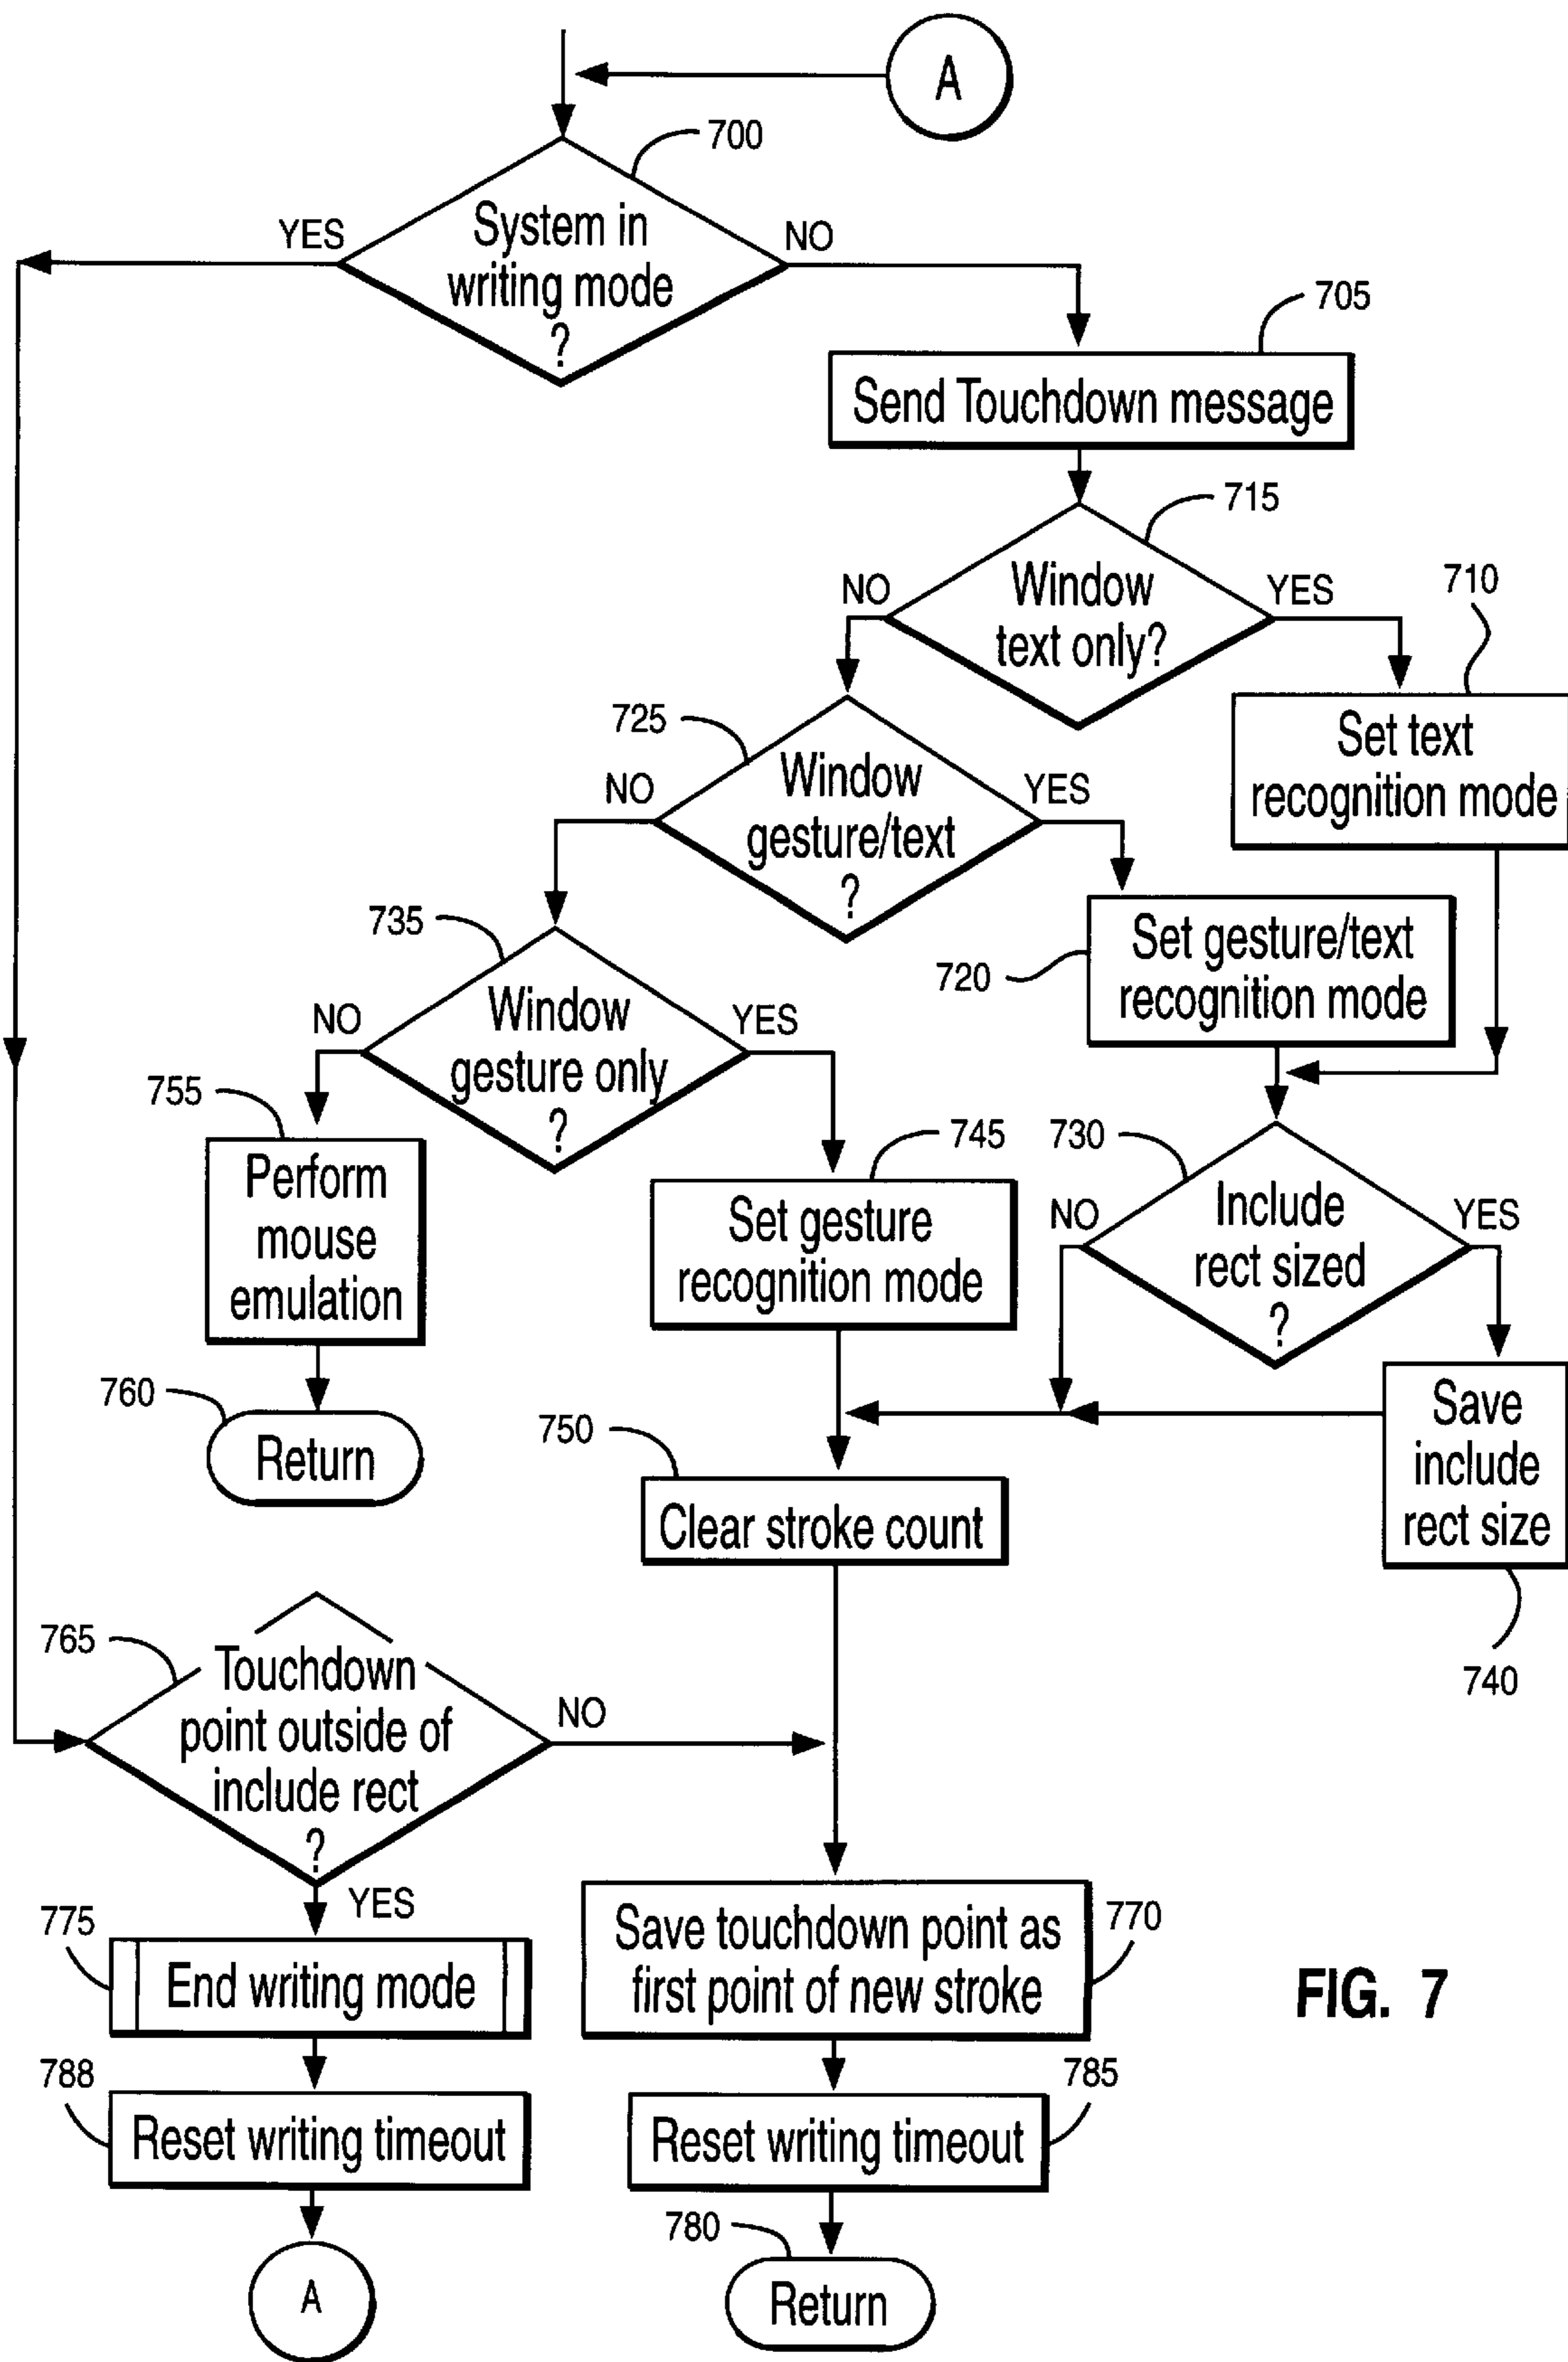 A
700
System in
writing mode
?
YES
NO
705
Send Touchdown message
715
Window
text only?
NO
YES
710
Set text
recognition mode
725
Window
gesture/text
?
NO
YES
720
Set gesture/text
recognition mode
735
Window
gesture only
?
NO
YES
755
Perform
mouse
emulation
745
Set gesture
recognition mode
730
Include
rect sized
?
NO
YES
760
Return
750
Clear stroke count
Save
include
rect size
740
765
Touchdown
point outside of
include rect
?
NO
YES
775
End writing mode
Save touchdown point as
first point of new stroke
770
FIG. 7
788
Reset writing timeout
785
Reset writing timeout
A
780
Return